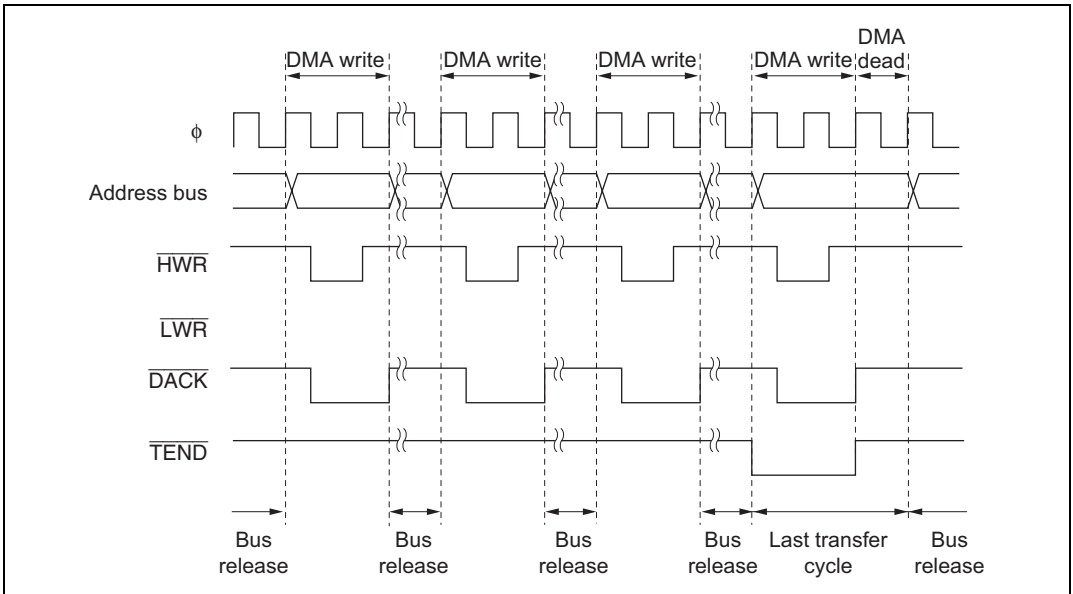 DMA
DMA write DMA write DMA write DMA write dead
ϕ
Address bus
HWR
LWR
DACK
TEND
Bus release
Bus release
Bus release
Bus release
Last transfer cycle
Bus release